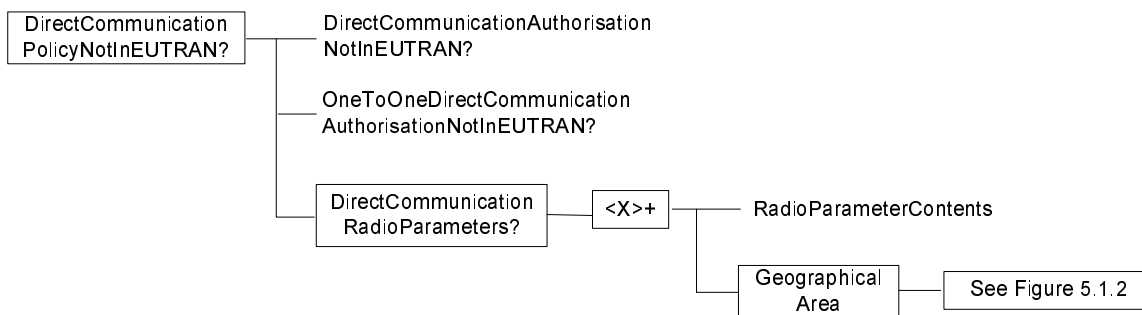 DirectCommunication
PolicyNotInEUTRAN?
DirectCommunicationAuthorisation
NotInEUTRAN?
OneToOneDirectCommunication
AuthorisationNotInEUTRAN?
DirectCommunication
RadioParameters?
<X>+
RadioParameterContents
Geographical
Area
See Figure 5.1.2